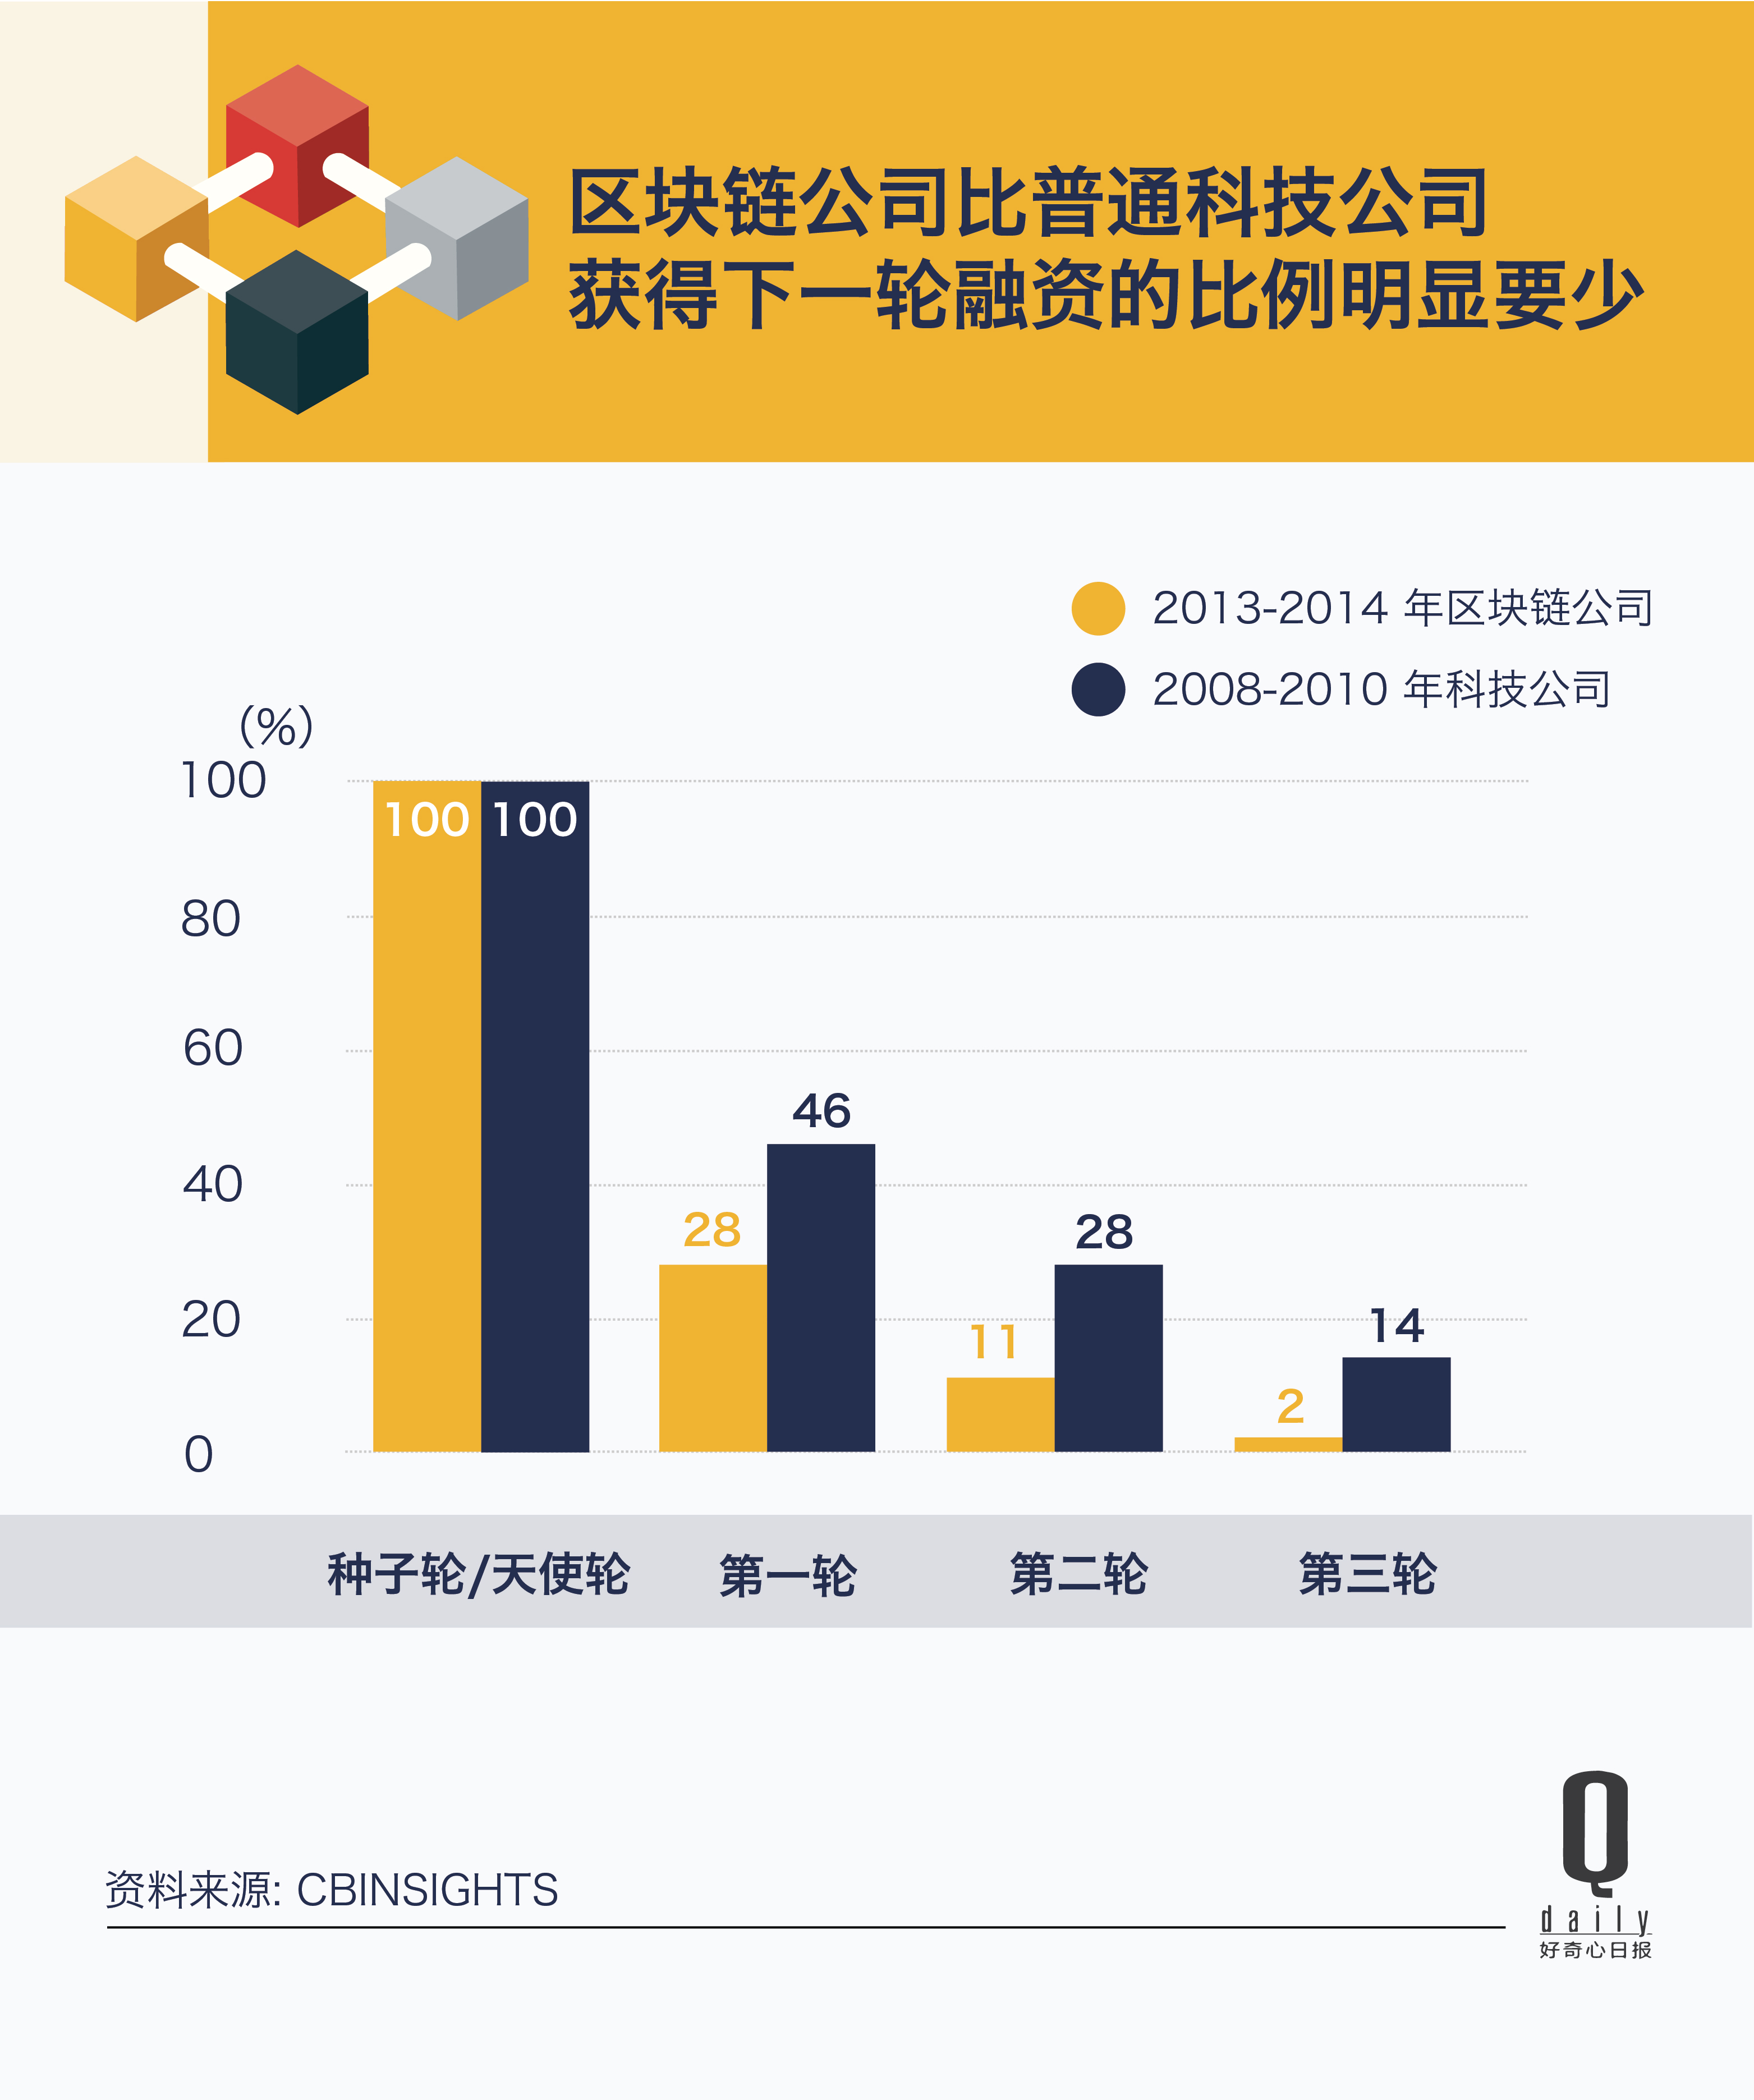 区块链公司比普通科技公司
获得下一轮融资的比例明显要少
2013-2014 年区块链公司
2008-2010 年科技公司
(%)
100
80
60
40
20
0
100 100
28 46
11 28
2 14
种子轮/天使轮 第一轮 第二轮 第三轮
资料来源: CBINSIGHTS
Q
daily
好奇心日报